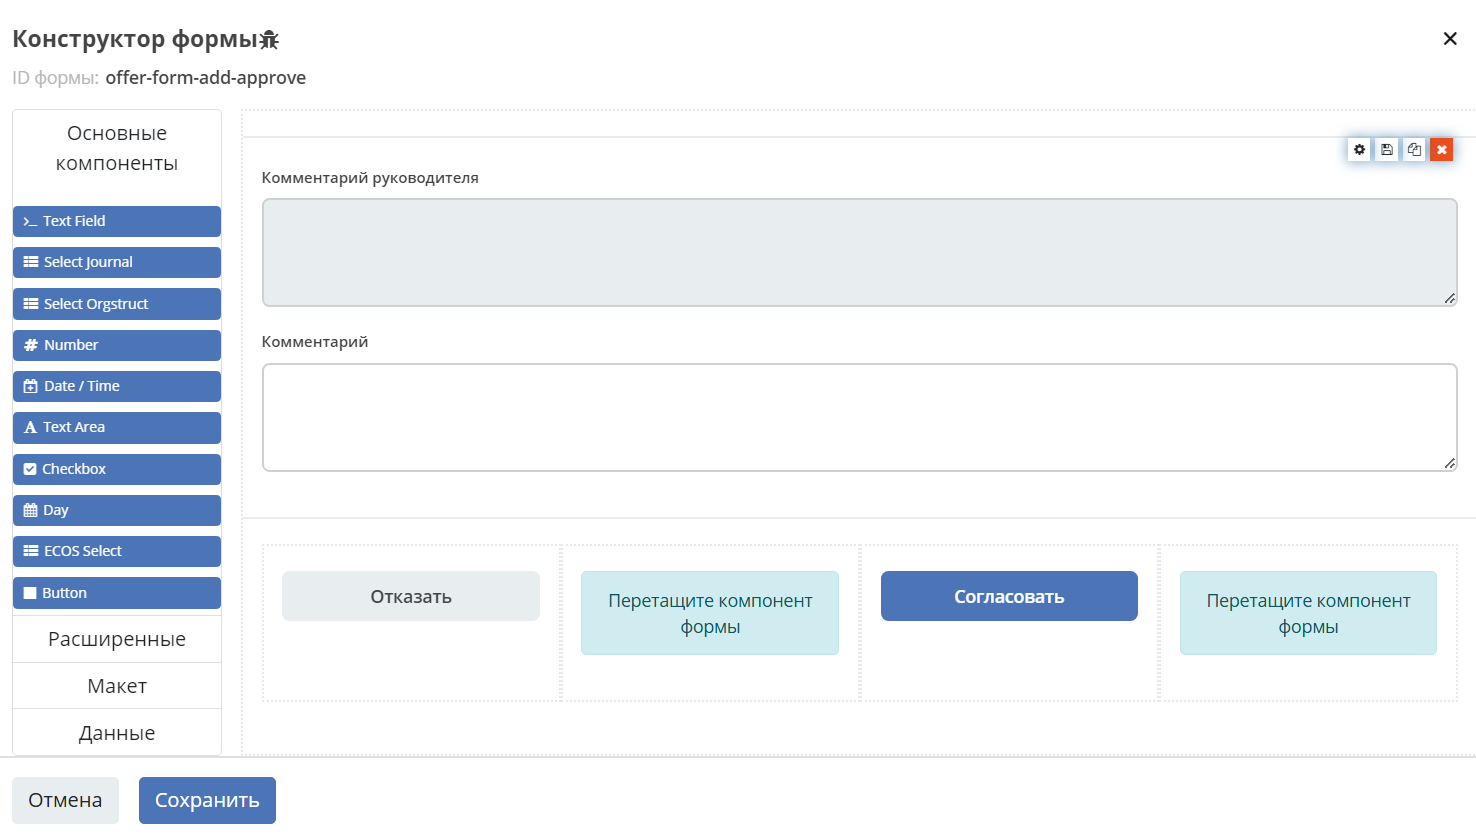 Конструктор формы
ID формы: offer-form-add-approve
Основные
компоненты
Text Field
Select Journal
Select Orgstruct
Number
Date / Time
Text Area
Checkbox
Day
ECOS Select
Button
Расширенные
Макет
Данные
Комментарий руководителя
Комментарий
Отказать
Перетащите компонент
формы
Согласовать
Перетащите компонент
формы
Отмена
Сохранить